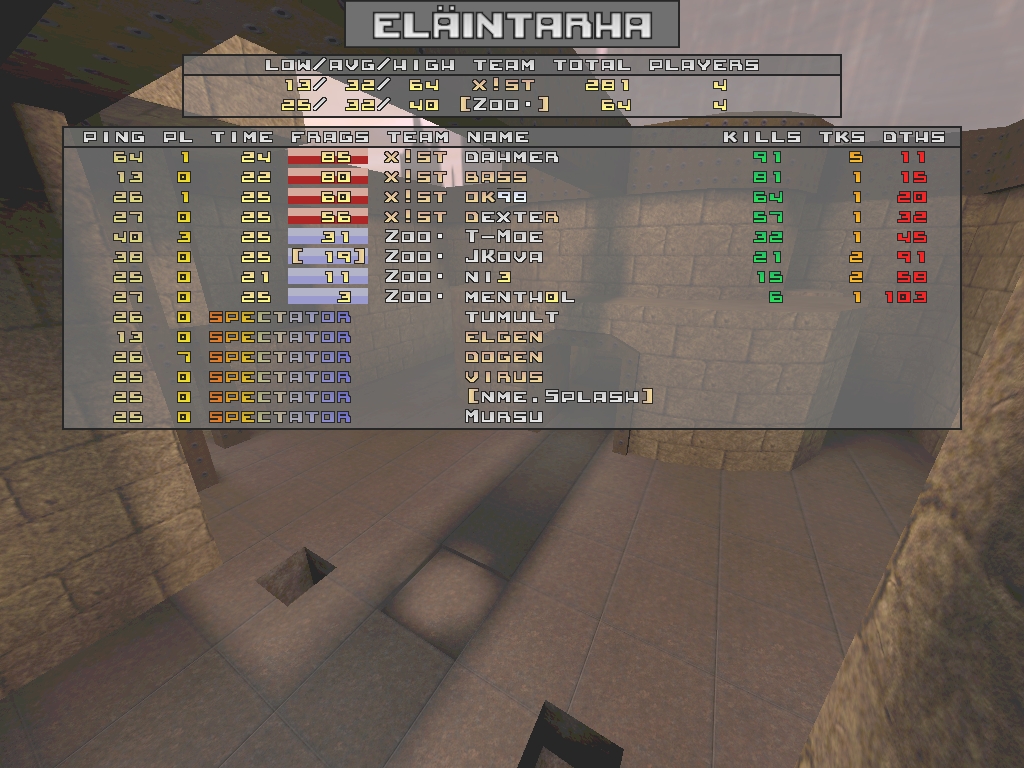 ELÄINTARHA
LOW/AVG/HIGH TEAM TOTAL PLAYERS
13/ 32/ 64 X!ST 281 4
25/ 32/ 40 [ZOO·] 64 4
PING PL TIME FRAGS TEAM NAME KILLS TKS DTHS
64 1 24 85 X!ST DAHMER 91 5 11
13 0 22 80 X!ST BASS 81 1 15
26 1 25 60 X!ST OK98 64 1 20
27 0 25 56 X!ST DEXTER 57 1 32
40 3 25 31 ZOO· T-MOE 32 1 45
38 0 25 [ 19] ZOO· JKOVA 21 2 91
25 0 21 11 ZOO· NI3 15 2 58
27 0 25 3 ZOO· MENTHOL 6 1 103
26 0 SPECTATOR TUMULT
13 0 SPECTATOR ELGEN
26 7 SPECTATOR DOGEN
25 0 SPECTATOR VIRUS
25 0 SPECTATOR [NME.SPLASH]
25 0 SPECTATOR MURSU